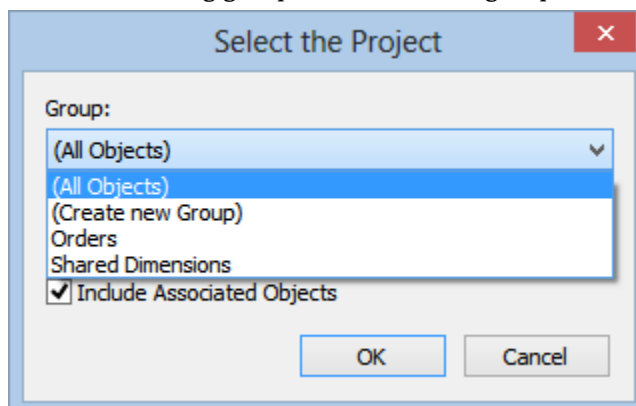 Select the Project
Group:
(All Objects)
(All Objects)
(Create new Group)
Orders
Shared Dimensions
Include Associated Objects
OK Cancel